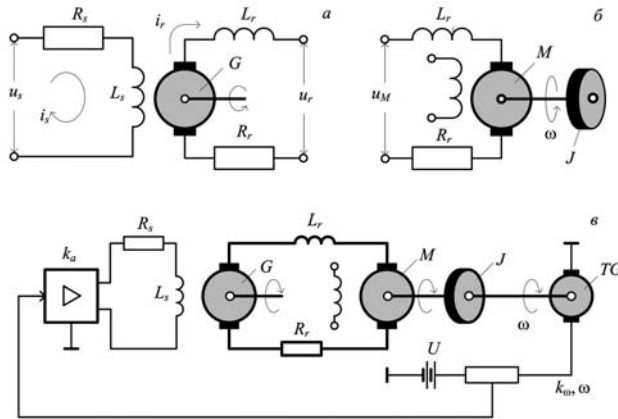 R_s
i_r
L_r
а
L_r
б
u_s
i_s
L_s
G
u_r
R_r
u_M
R_r
M
ω
J
в
k_a
R_s
L_s
L_r
G
R_r
M
J
ω
TG
U
k_ω, ω